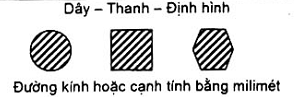 Dây – Thanh – Định hình
Đường kính hoặc cạnh tính bằng milimét